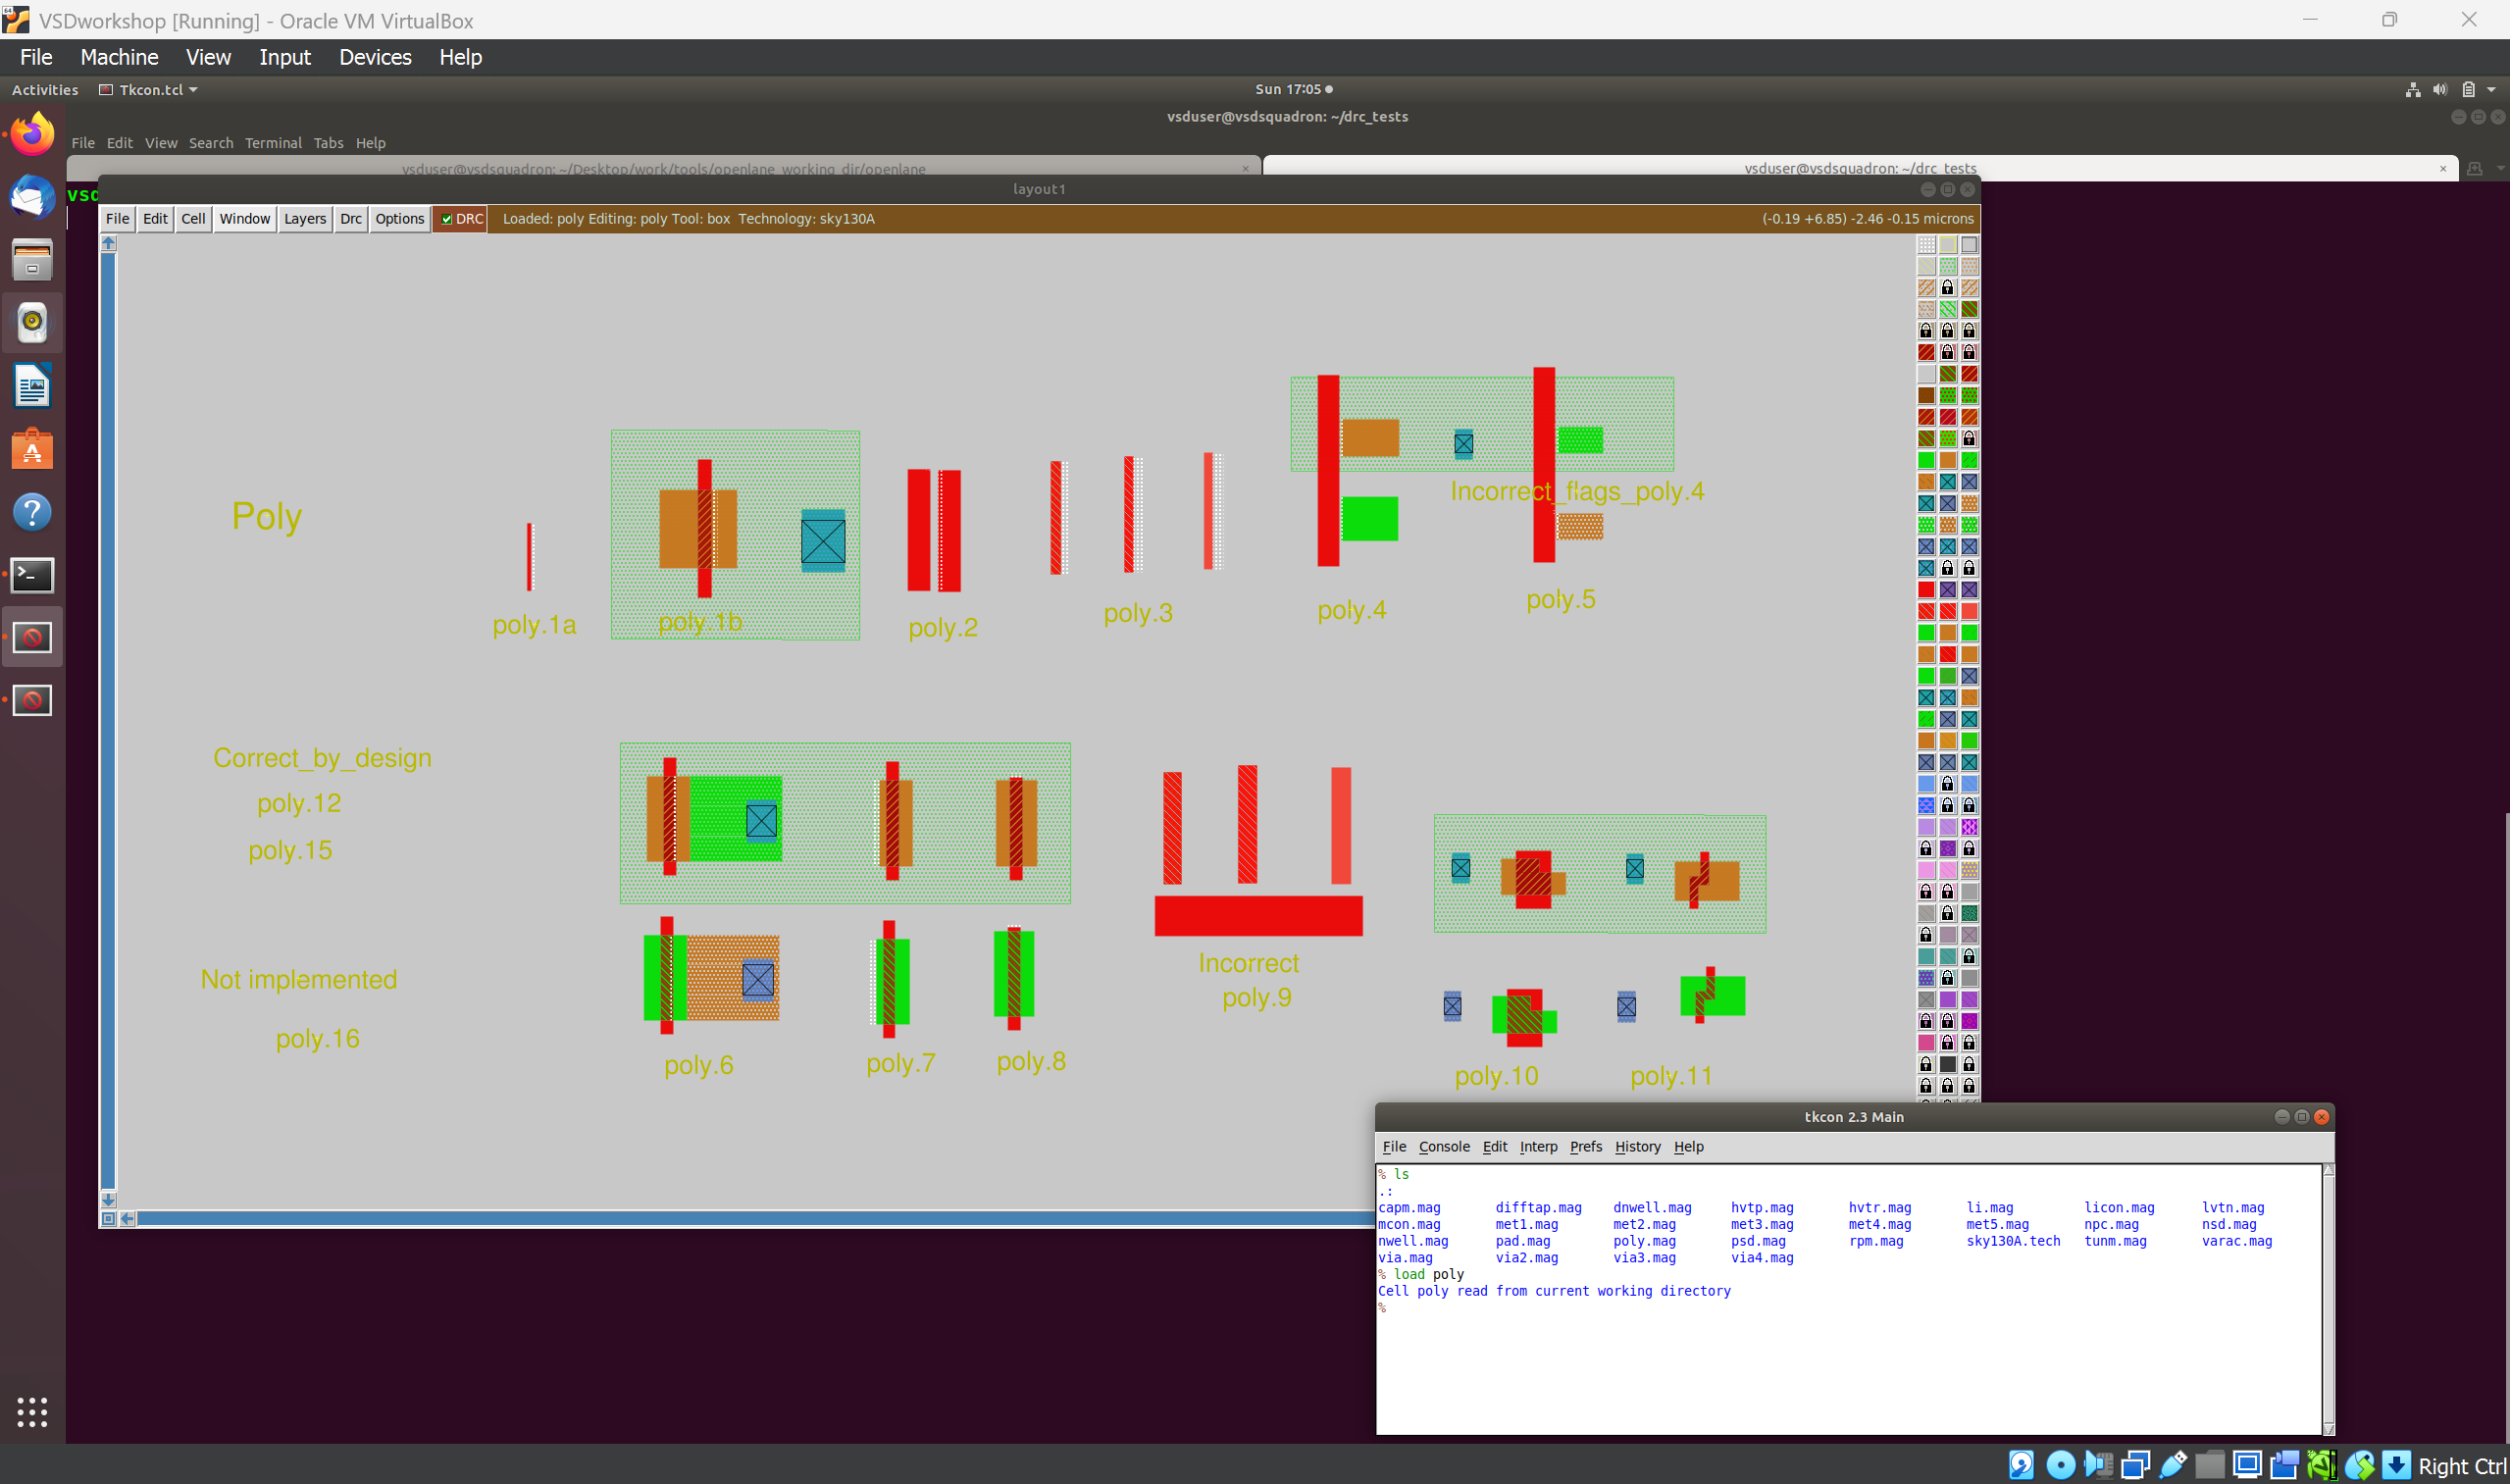 VSDworkshop [Running] - Oracle VM VirtualBox
File Machine View Input Devices Help
Activities Tkcon.tcl Sun 17:05
vsduser@vsdsquadron: ~/drc_tests
File Edit View Search Terminal Tabs Help
vsduser@vsdsquadron: ~/Desktop/work/tools/openlane_working_dir/openlane vsduser@vsdsquadron: ~/drc_tests
layout1
File Edit Cell Window Layers Drc Options DRC Loaded: poly Editing: poly Tool: box Technology: sky130A (-0.19 +6.85) -2.46 -0.15 microns
Poly
Incorrect_flags_poly.4
poly.1a
poly.1b
poly.2
poly.3
poly.4
poly.5
Correct_by_design
poly.12
poly.15
Not implemented
poly.16
poly.6
poly.7
poly.8
Incorrect
poly.9
poly.10
poly.11
tkcon 2.3 Main
File Console Edit Interp Prefs History Help
% ls
.:
capm.mag difftap.mag dnwell.mag hvtp.mag hvtr.mag li.mag licon.mag lvtn.mag
mcon.mag met1.mag met2.mag met3.mag met4.mag met5.mag npc.mag nsd.mag
nwell.mag pad.mag poly.mag psd.mag rpm.mag sky130A.tech tunm.mag varac.mag
via.mag via2.mag via3.mag via4.mag
% load poly
Cell poly read from current working directory
%
Right Ctrl